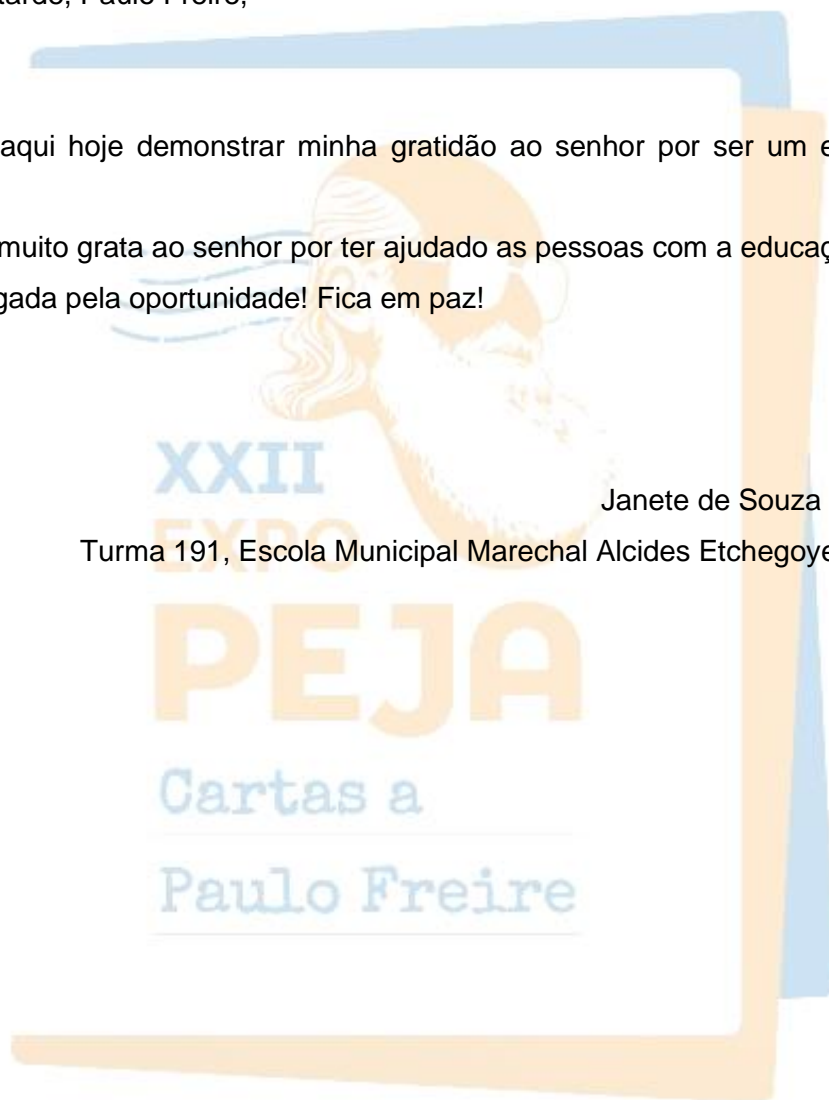 tarde, Paulo Freire,
aqui hoje demonstrar minha gratidão ao senhor por ser um e
muito grata ao senhor por ter ajudado as pessoas com a educaç
gada pela oportunidade! Fica em paz!
Janete de Souza
Turma 191, Escola Municipal Marechal Alcides Etchegoye
XXII
EXPO
PEJA
Cartas a
Paulo Freire